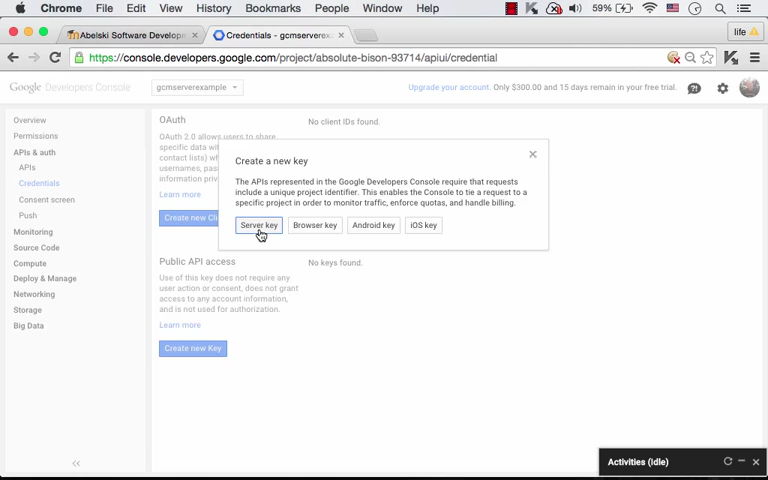 Chrome File Edit View History Bookmarks People Window Help 59%
Abelski Software Developm
Credentials - gcmserverex
life
https://console.developers.google.com/project/absolute-bison-93714/apiui/credential
Google Developers Console
gcmserverexample
Upgrade your account. Only $300.00 and 15 days remain in your free trial.
Overview
Permissions
APIs & auth
APIs
Credentials
Consent screen
Push
Monitoring
Source Code
Compute
Deploy & Manage
Networking
Storage
Big Data
OAuth
OAuth 2.0 allows users to share
specific data wit
contact lists) wh
usernames, pas
information priv
Learn more
Create new Cli
No client IDs found.
Create a new key
The APIs represented in the Google Developers Console require that requests
include a unique project identifier. This enables the Console to tie a request to a
specific project in order to monitor traffic, enforce quotas, and handle billing.
Server key
Browser key
Android key
iOS key
Public API access
Use of this key does not require any
user action or consent, does not grant
access to any account information,
and is not used for authorization.
Learn more
Create new Key
No keys found.
Activities (Idle)